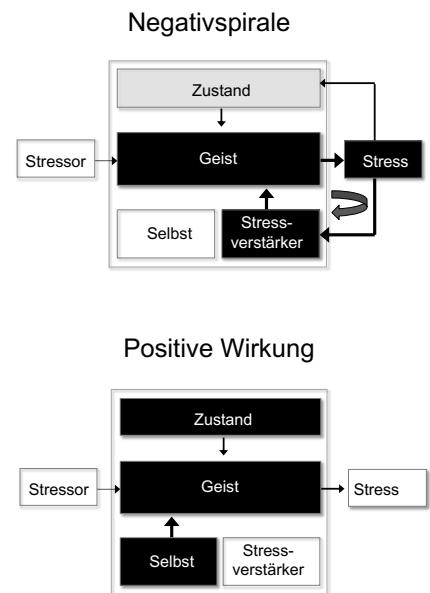 Negativspirale
Zustand
Stressor
Geist
Stress
Selbst
Stress-
verstärker
Positive Wirkung
Zustand
Stressor
Geist
Stress
Selbst
Stress-
verstärker